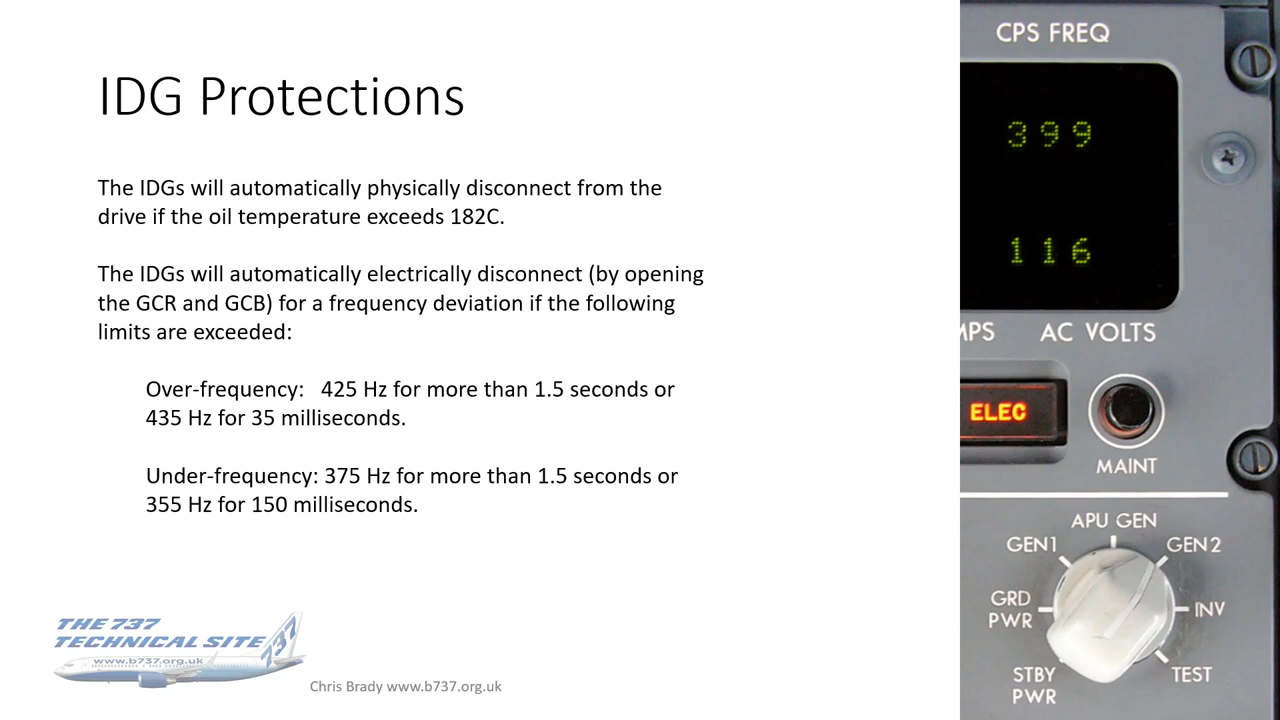 IDG Protections
The IDGs will automatically physically disconnect from the
drive if the oil temperature exceeds 182C.
The IDGs will automatically electrically disconnect (by opening
the GCR and GCB) for a frequency deviation if the following
limits are exceeded:
Over-frequency: 425 Hz for more than 1.5 seconds or
435 Hz for 35 milliseconds.
Under-frequency: 375 Hz for more than 1.5 seconds or
355 Hz for 150 milliseconds.
THE 737
TECHNICAL SITE
737
www.b737.org.uk
Chris Brady www.b737.org.uk
CPS FREQ
399
116
MPS AC VOLTS
ELEC
MAINT
APU GEN
GEN1 GEN2
GRD
PWR
INV
STBY
PWR
TEST